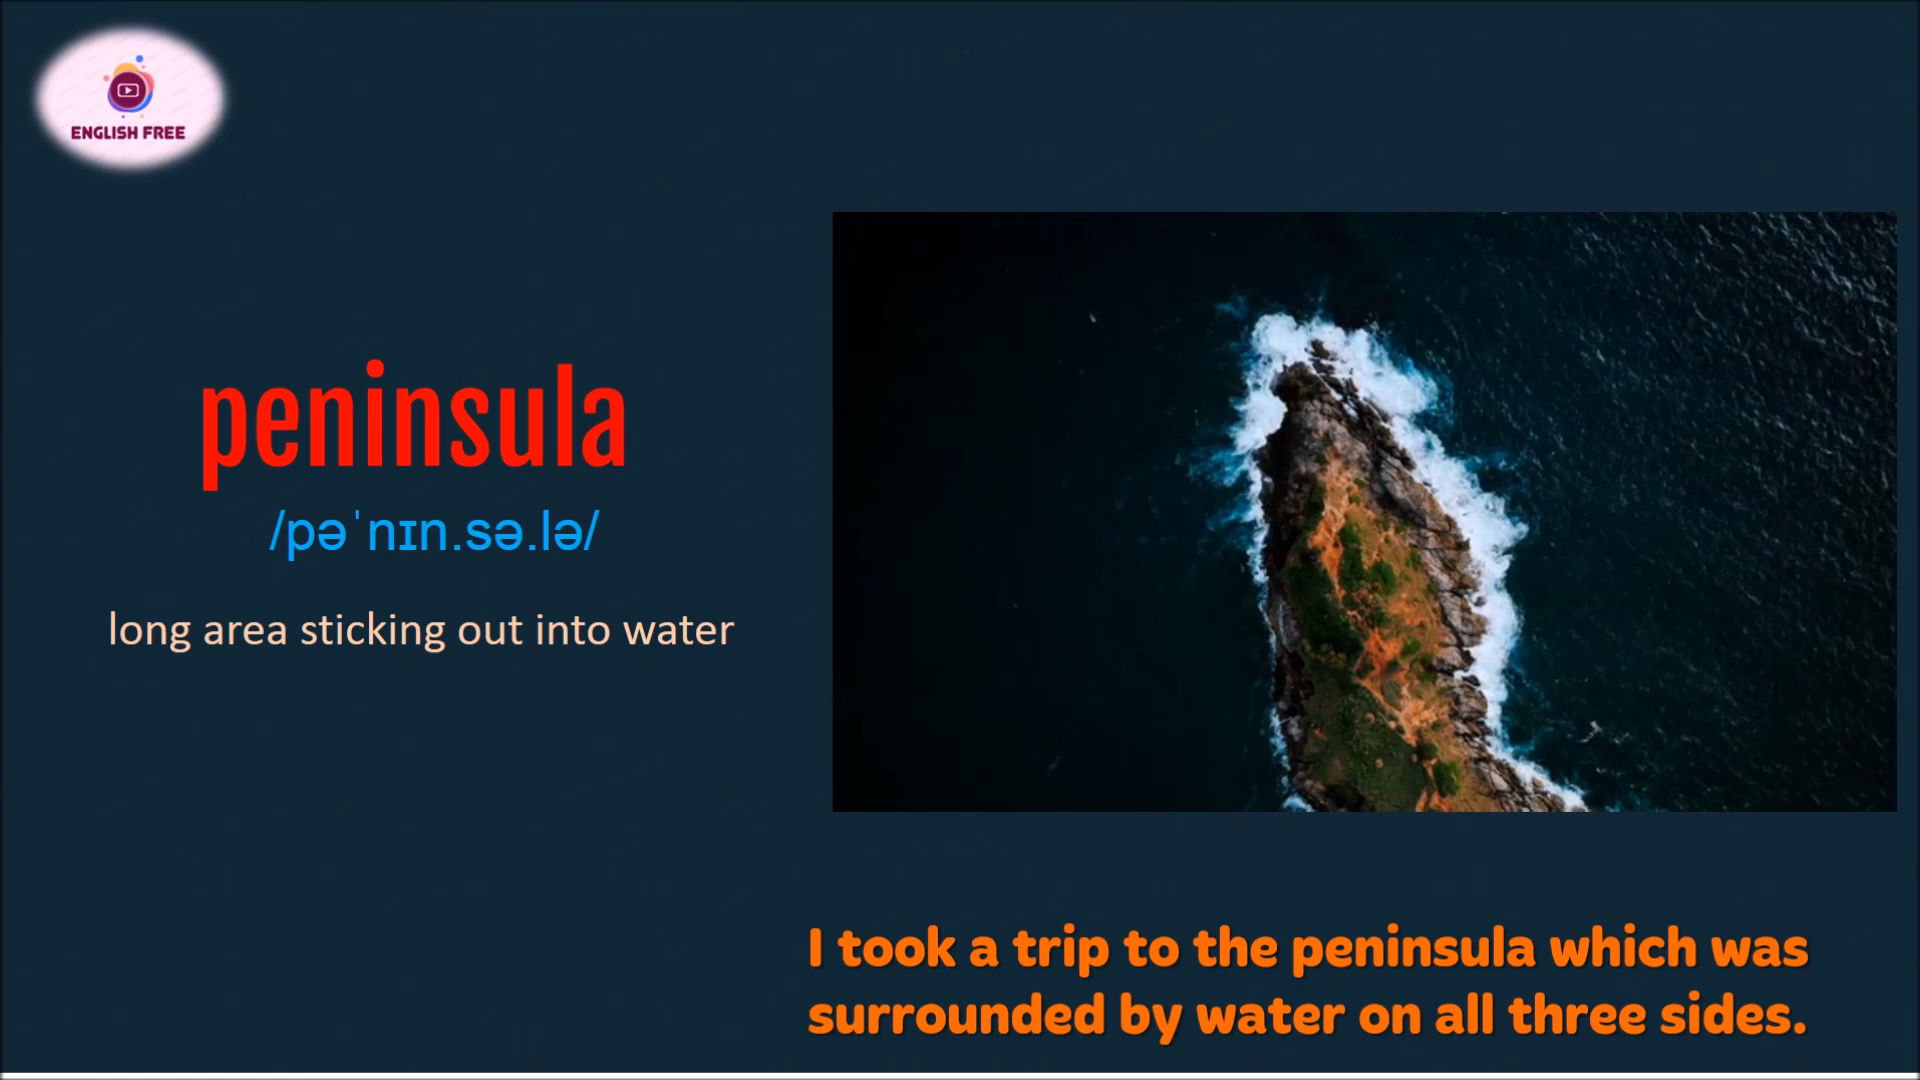 ENGLISH FREE
peninsula
/pəˈnɪn.sə.lə/
long area sticking out into water
I took a trip to the peninsula which was
surrounded by water on all three sides.